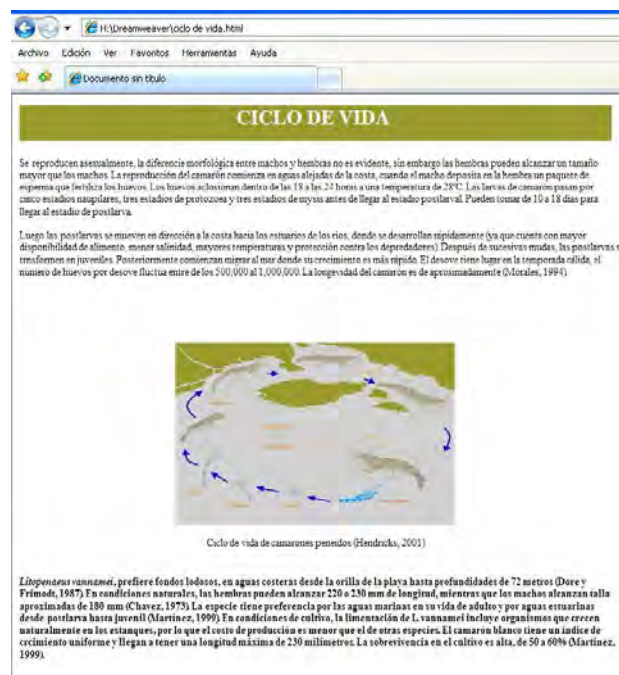 H:\Dreamweaver\ciclo de vida.html
Archivo Edición Ver Favoritos Herramientas Ayuda
Documento sin título
CICLO DE VIDA
Se reproducen asexualmente, la diferencie morfológica entre machos y hembras no es evidente, sin embargo las hembras pueden alcanzar un tamaño
mayor que los machos. La reproducción del camarón comienza en aguas alejadas de la costa, cuando el macho deposita en la hembra un paquete de
esperma que fertiliza los huevos. Los huevos aclosionan dentro de las 18 a las 24 horas a una temperatura de 28°C. Las larvas de camarón pasan por
cinco estadios naupilares, tres estadios de protozoea y tres estadios de mysis antes de llegar al estadio postlarval. Pueden tomar de 10 a 18 días para
llegar al estadio de postlarva.
Luego las postlarvas se mueven en dirección a la costa hacia los estuarios de los ríos, donde se desarrollan rápidamente (ya que cuenta con mayor
disponibilidad de alimento, menor salinidad, mayores temperaturas y protección contra los depredadores). Después de sucesivas mudas, las postlarvas s
transforman en juveniles. Posteriormente comienzan migrar al mar donde su crecimiento es más rápido. El desove tiene lugar en la temporada cálida, el
numero de huevos por desove fluctua entre de los 500,000 al 1,000,000. La longevidad del camarón es de aproximadamente (Morales, 1994)
Ciclo de vida de camarones peneidos (Hendricks, 2001)
Litopenaeus vannamei, prefiere fondos lodosos, en aguas costeras desde la orilla de la playa hasta profundidades de 72 metros (Dore y
Frimodt, 1987) En condiciones naturales, las hembras pueden alcanzar 220 o 230 mm de longitud, mientras que los machos alcanzan talla
aproximadas de 180 mm (Chavez, 1973) La especie tiene preferencia por las aguas marinas en su vida de adulto y por aguas estuarinas
desde postlarva hasta juvenil (Martinez, 1999) En condiciones de cultivo, la limentación de L vannamei incluye organismos que crecen
naturalmente en los estanques, por lo que el costo de producción es menor que el de otras especies. El camarón blanco tiene un índice de
crecimiento uniforme y llegan a tener una longitud máxima de 230 milímetros. La sobrevivencia en el cultivo es alta, de 50 a 60% (Martinez,
1999).